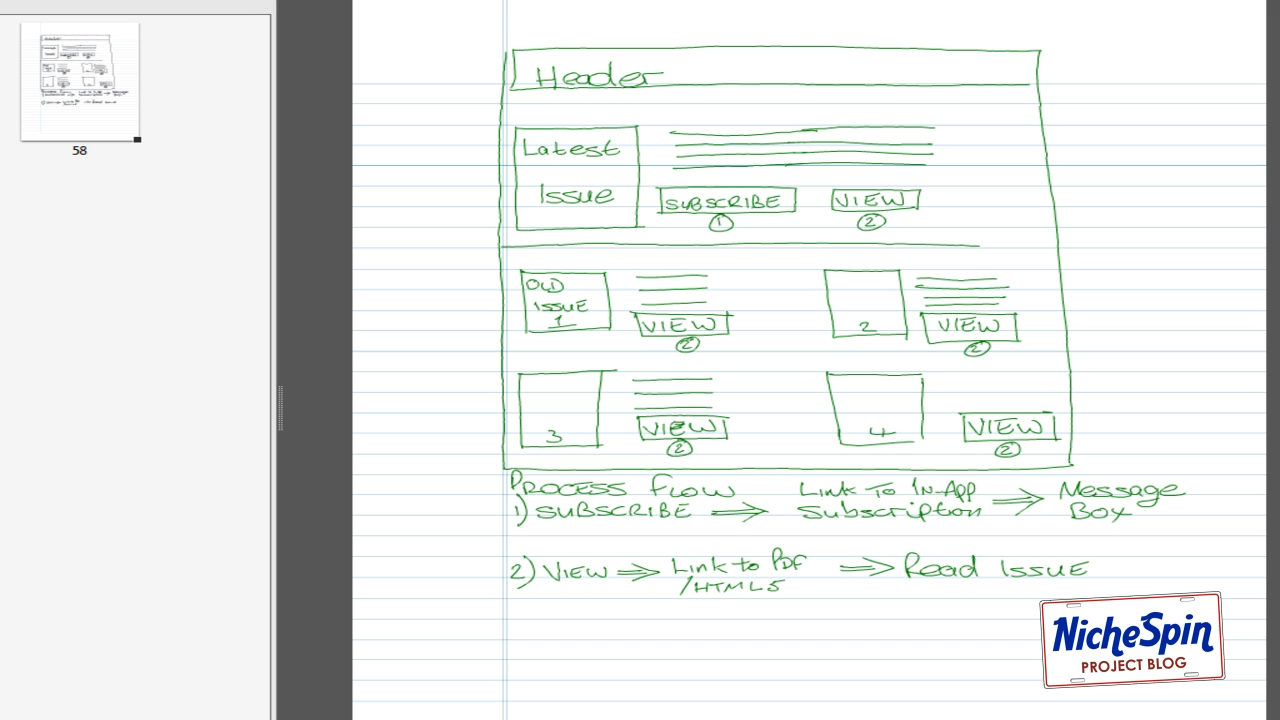 58
Header
Latest
Issue
SUBSCRIBE
VIEW
1
2
OLD
ISSUE
1
VIEW
2
2
VIEW
2
3
VIEW
2
4
VIEW
2
PROCESS FLOW
1) SUBSCRIBE ⇒ Link To In-App Subscription ⇒ Message Box
2) VIEW ⇒ Link to PDF /HTML5 ⇒ Read Issue
NicheSpin
PROJECT BLOG